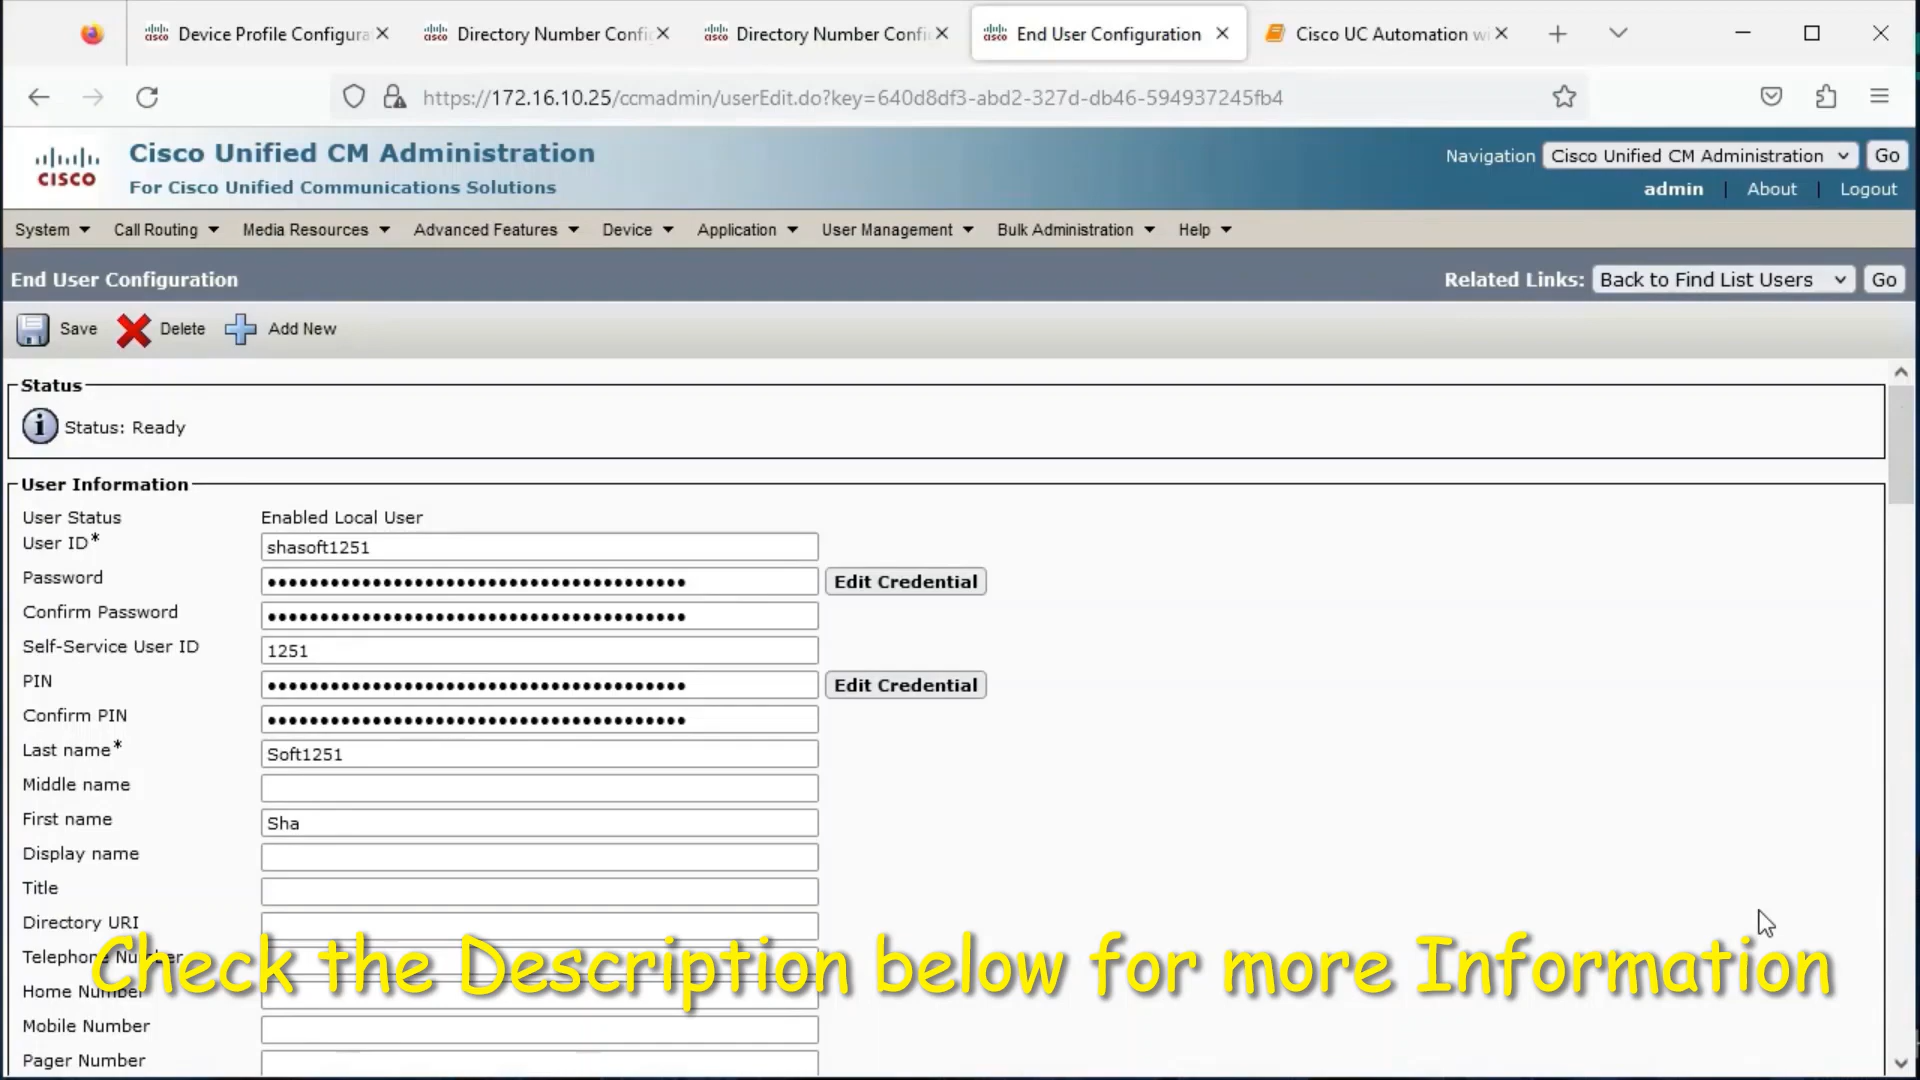 Device Profile Configura
Directory Number Confi
Directory Number Confi
End User Configuration
Cisco UC Automation wi
https://172.16.10.25/ccmadmin/userEdit.do?key=640d8df3-abd2-327d-db46-594937245fb4
CISCO
Cisco Unified CM Administration
For Cisco Unified Communications Solutions
Navigation Cisco Unified CM Administration Go
admin | About | Logout
System Call Routing Media Resources Advanced Features Device Application User Management Bulk Administration Help
End User Configuration
Related Links: Back to Find List Users Go
Save Delete Add New
Status
Status: Ready
User Information
User Status Enabled Local User
User ID* shasoft1251
Password Edit Credential
Confirm Password
Self-Service User ID 1251
PIN Edit Credential
Confirm PIN
Last name* Soft1251
Middle name
First name Sha
Display name
Title
Directory URI
Telephone Number
Check the Description below for more Information
Home Number
Mobile Number
Pager Number